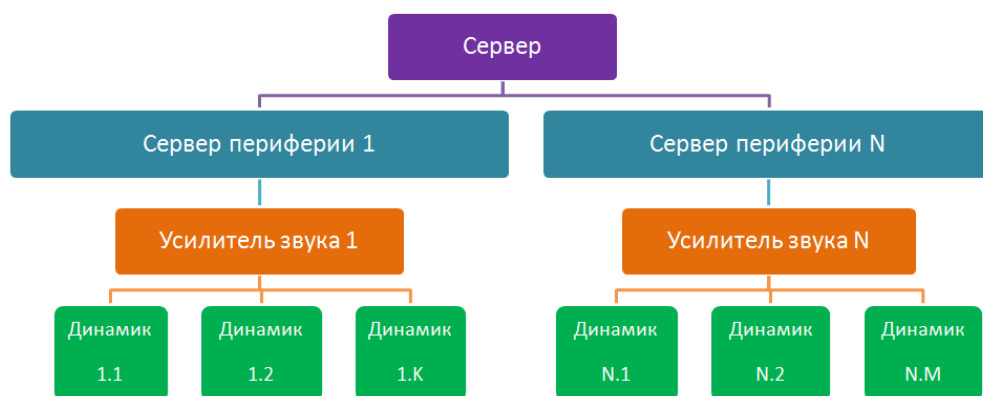 Сервер
Сервер периферии 1
Сервер периферии N
Усилитель звука 1
Усилитель звука N
Динамик
1.1
Динамик
1.2
Динамик
1.K
Динамик
N.1
Динамик
N.2
Динамик
N.M